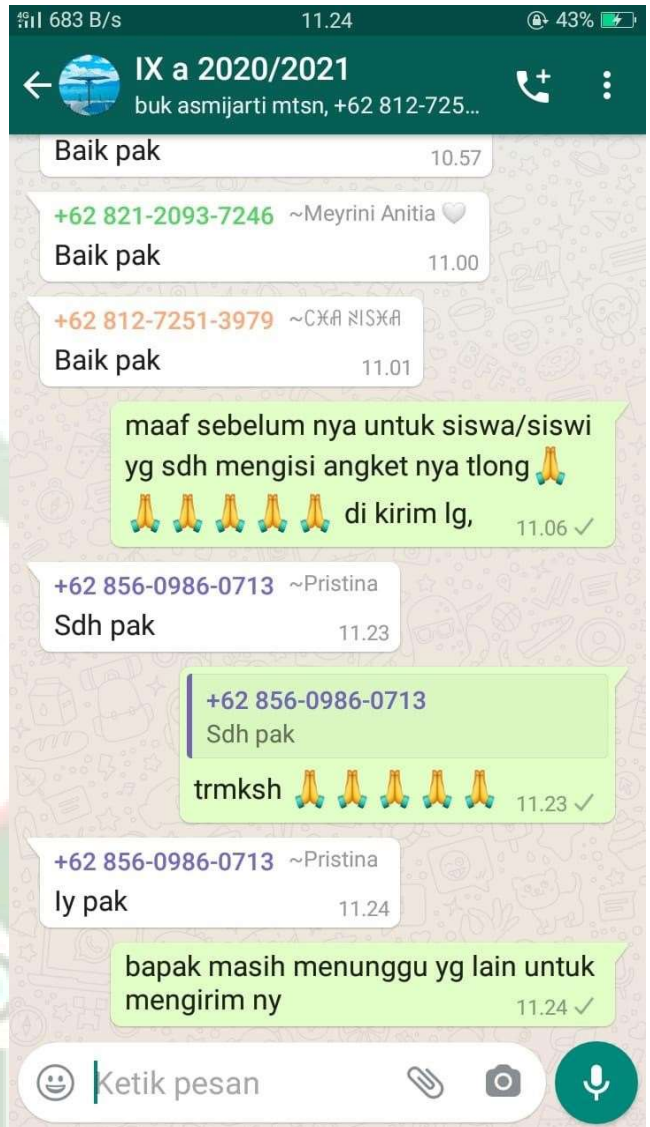 4G 683 B/s 11.24 43%
IX a 2020/2021
buk asmijarti mtsn, +62 812-725...
Baik pak 10.57
+62 821-2093-7246 ~Meyrini Anitia 🤍
Baik pak 11.00
+62 812-7251-3979 ~CӾA NISӾA
Baik pak 11.01
maaf sebelum nya untuk siswa/siswi
yg sdh mengisi angket nya tlong 🙏
🙏 🙏 🙏 🙏 🙏 di kirim lg, 11.06
+62 856-0986-0713 ~Pristina
Sdh pak 11.23
+62 856-0986-0713
Sdh pak
trmksh 🙏 🙏 🙏 🙏 🙏 11.23
+62 856-0986-0713 ~Pristina
Iy pak 11.24
bapak masih menunggu yg lain untuk
mengirim ny 11.24
Ketik pesan